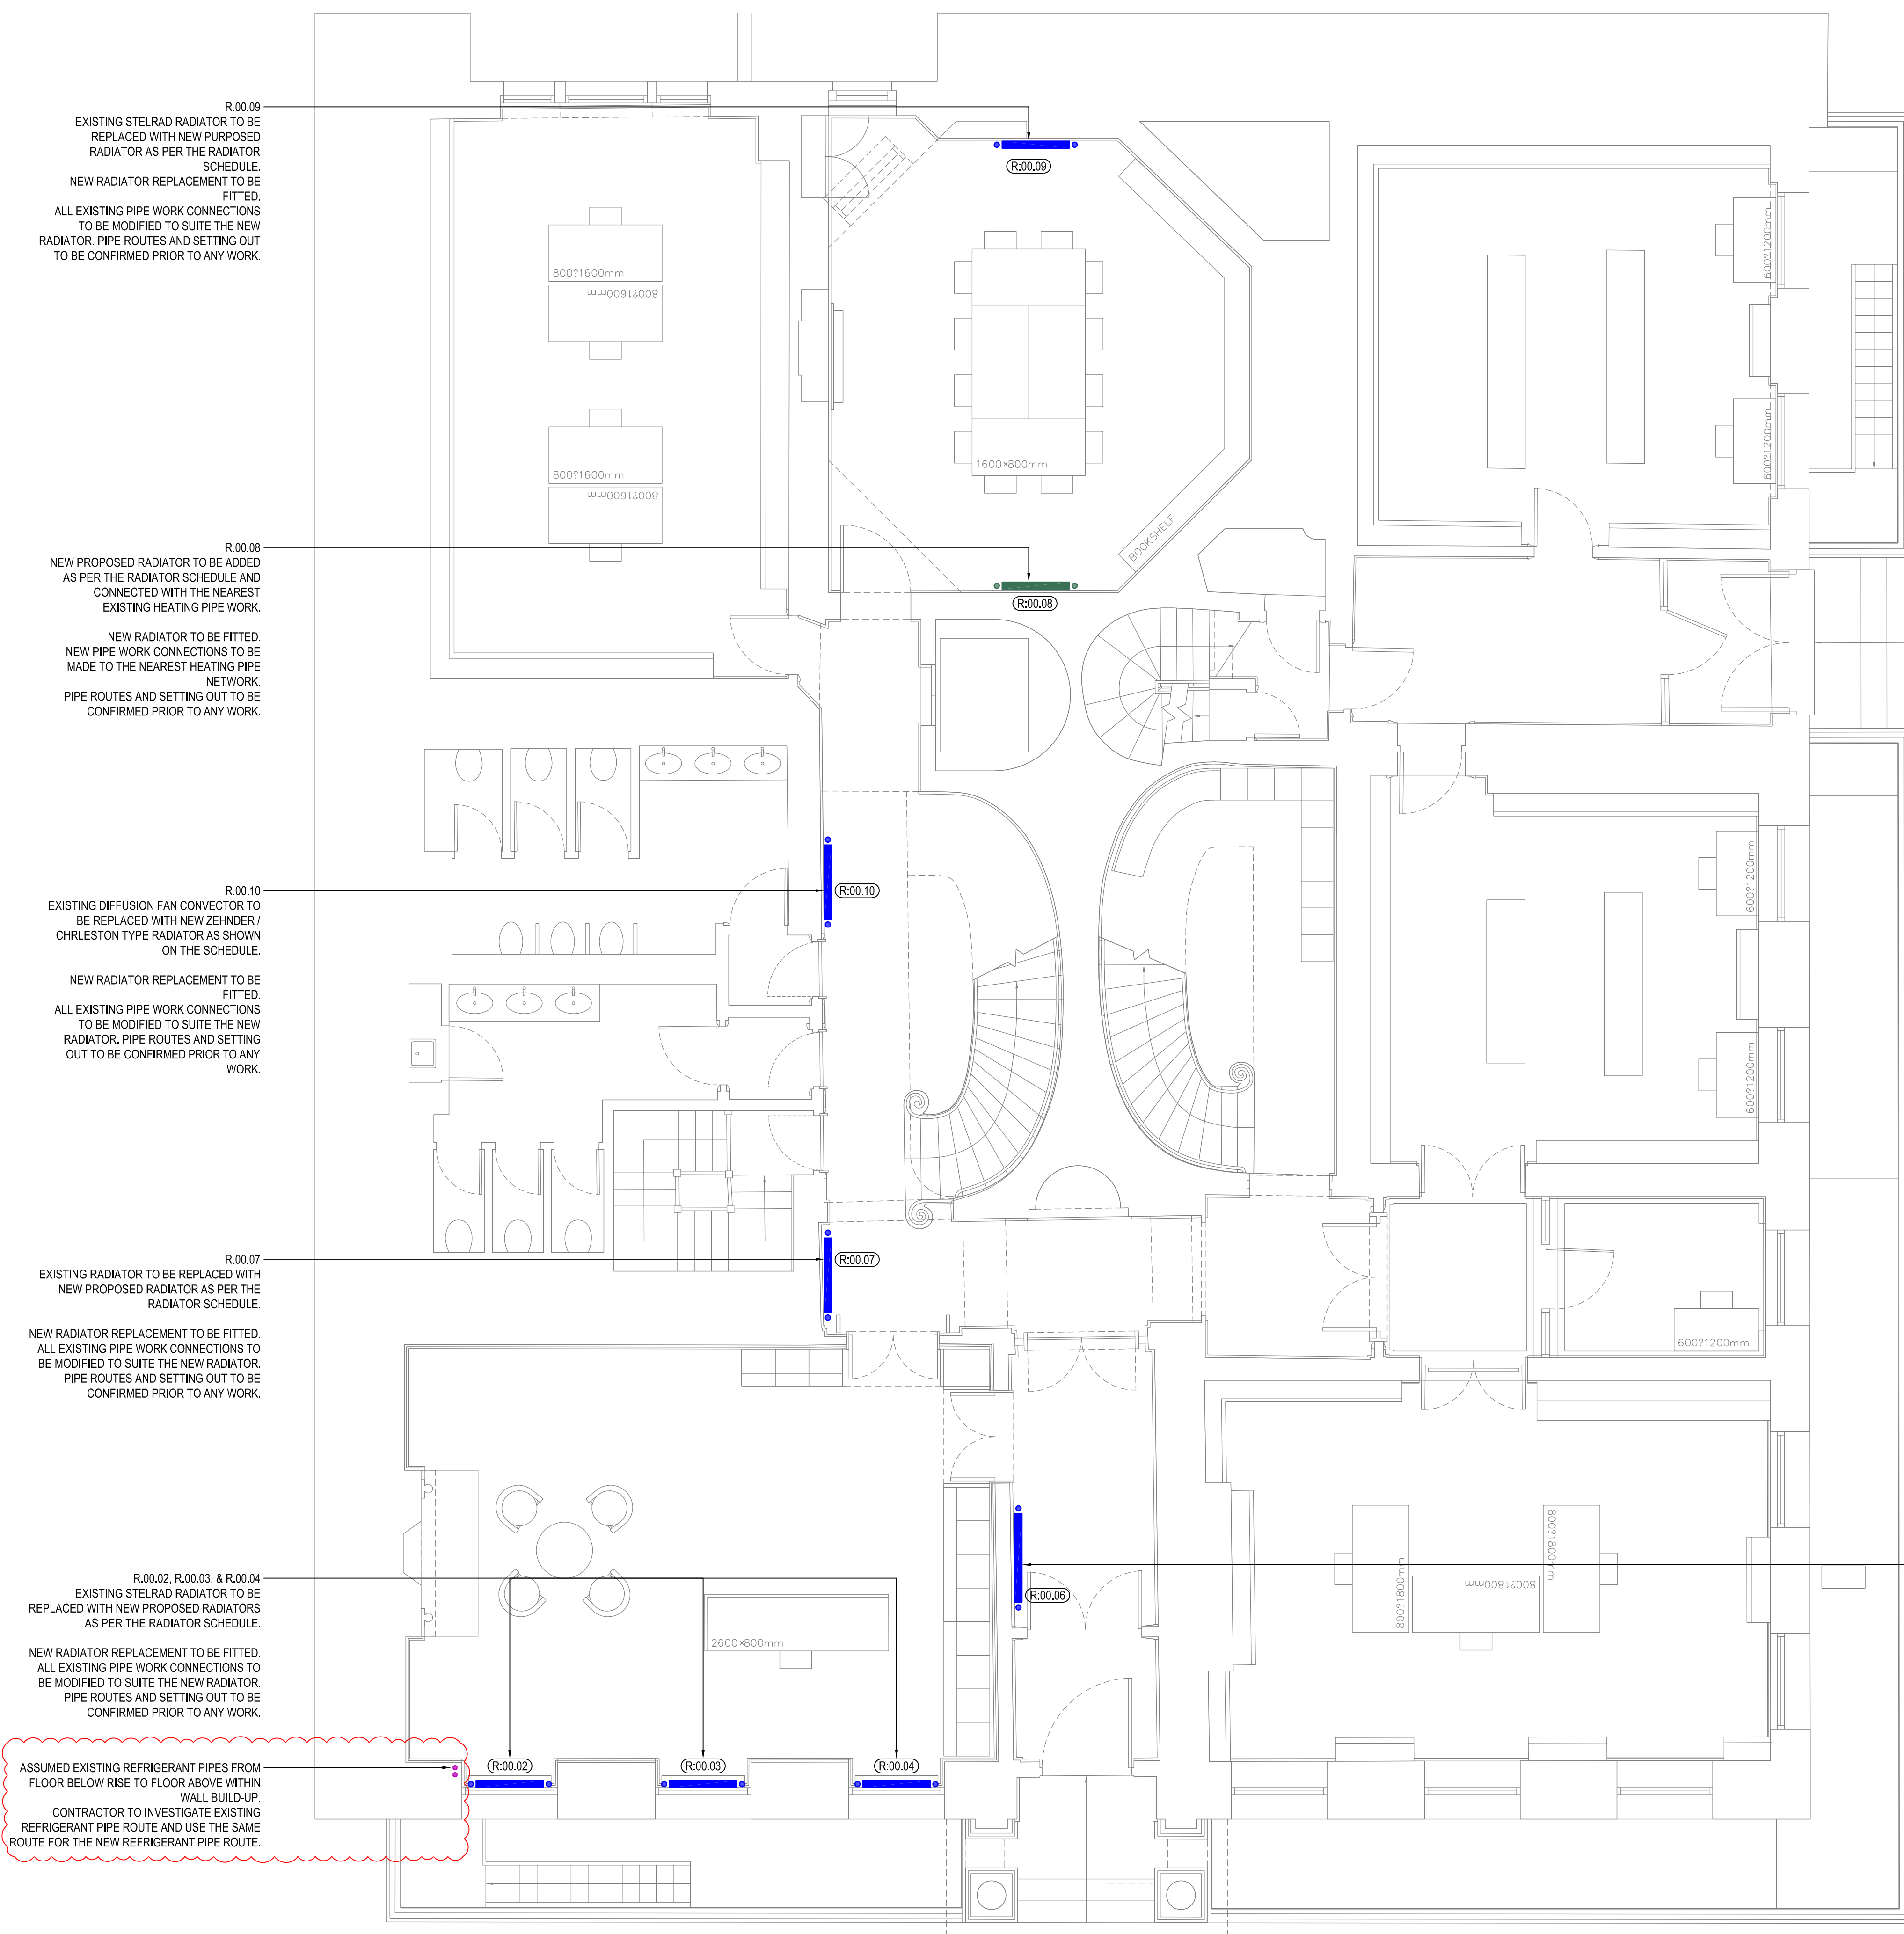 R.00.09
EXISTING STELRAD RADIATOR TO BE
REPLACED WITH NEW PURPOSED
RADIATOR AS PER THE RADIATOR
SCHEDULE.
NEW RADIATOR REPLACEMENT TO BE
FITTED.
ALL EXISTING PIPE WORK CONNECTIONS
TO BE MODIFIED TO SUITE THE NEW
RADIATOR. PIPE ROUTES AND SETTING OUT
TO BE CONFIRMED PRIOR TO ANY WORK.
R.00.08
NEW PROPOSED RADIATOR TO BE ADDED
AS PER THE RADIATOR SCHEDULE AND
CONNECTED WITH THE NEAREST
EXISTING HEATING PIPE WORK.
NEW RADIATOR TO BE FITTED.
NEW PIPE WORK CONNECTIONS TO BE
MADE TO THE NEAREST HEATING PIPE
NETWORK.
PIPE ROUTES AND SETTING OUT TO BE
CONFIRMED PRIOR TO ANY WORK.
R.00.10
EXISTING DIFFUSION FAN CONVECTOR TO
BE REPLACED WITH NEW ZEHNDER /
CHRLESTON TYPE RADIATOR AS SHOWN
ON THE SCHEDULE.
NEW RADIATOR REPLACEMENT TO BE
FITTED.
ALL EXISTING PIPE WORK CONNECTIONS
TO BE MODIFIED TO SUITE THE NEW
RADIATOR. PIPE ROUTES AND SETTING
OUT TO BE CONFIRMED PRIOR TO ANY
WORK.
R.00.07
EXISTING RADIATOR TO BE REPLACED WITH
NEW PROPOSED RADIATOR AS PER THE
RADIATOR SCHEDULE.
NEW RADIATOR REPLACEMENT TO BE FITTED.
ALL EXISTING PIPE WORK CONNECTIONS TO
BE MODIFIED TO SUITE THE NEW RADIATOR.
PIPE ROUTES AND SETTING OUT TO BE
CONFIRMED PRIOR TO ANY WORK.
R.00.02, R.00.03, & R.00.04
EXISTING STELRAD RADIATOR TO BE
REPLACED WITH NEW PROPOSED RADIATORS
AS PER THE RADIATOR SCHEDULE.
NEW RADIATOR REPLACEMENT TO BE FITTED.
ALL EXISTING PIPE WORK CONNECTIONS TO
BE MODIFIED TO SUITE THE NEW RADIATOR.
PIPE ROUTES AND SETTING OUT TO BE
CONFIRMED PRIOR TO ANY WORK.
ASSUMED EXISTING REFRIGERANT PIPES FROM
FLOOR BELOW RISE TO FLOOR ABOVE WITHIN
WALL BUILD-UP.
CONTRACTOR TO INVESTIGATE EXISTING
REFRIGERANT PIPE ROUTE AND USE THE SAME
ROUTE FOR THE NEW REFRIGERANT PIPE ROUTE.
R:00.09
800?1600mm
800?1600mm
800?1600mm
800?1600mm
1600×800mm
BOOKSHELF
R:00.08
600?1200mm
600?1200mm
R:00.10
600?1200mm
600?1200mm
R:00.07
600?1200mm
R:00.06
800?1800mm
800?1800mm
800?1800mm
2600×800mm
R:00.02
R:00.03
R:00.04